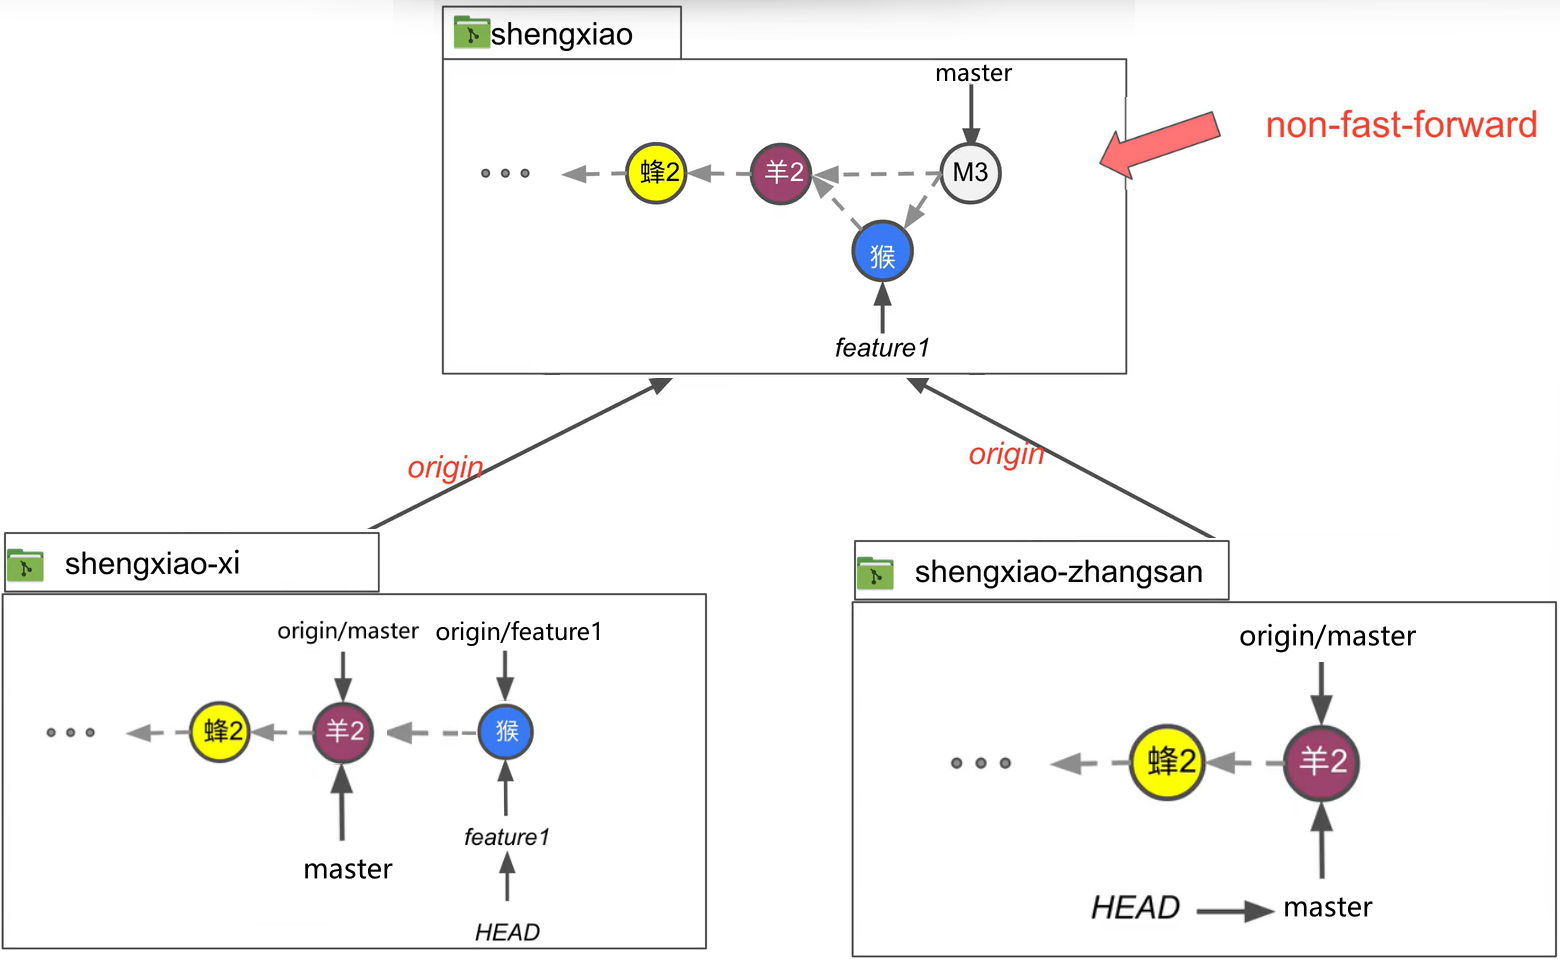 shengxiao
master
non-fast-forward
蜂2
羊2
M3
猴
feature1
origin
origin
shengxiao-xi
shengxiao-zhangsan
origin/master
origin/feature1
蜂2
羊2
猴
feature1
master
HEAD
origin/master
蜂2
羊2
HEAD
master